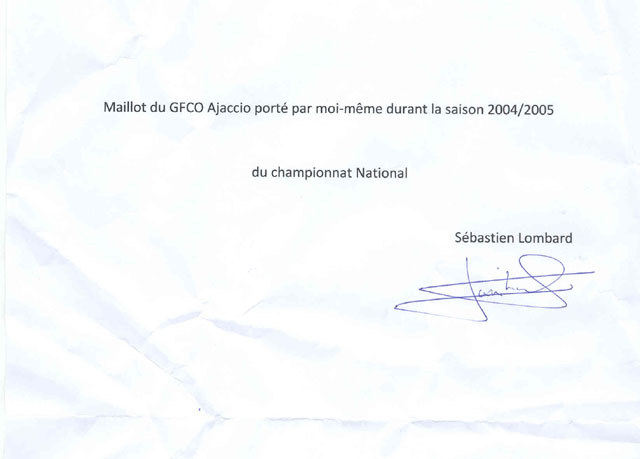 Maillot du GFCO Ajaccio porté par moi-même durant la saison 2004/2005
du championnat National
Sébastien Lombard